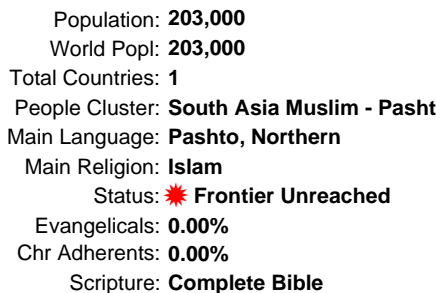 Population: 203,000
World Popl: 203,000
Total Countries: 1
People Cluster: South Asia Muslim - Pasht
Main Language: Pashto, Northern
Main Religion: Islam
Status: Frontier Unreached
Evangelicals: 0.00%
Chr Adherents: 0.00%
Scripture: Complete Bible